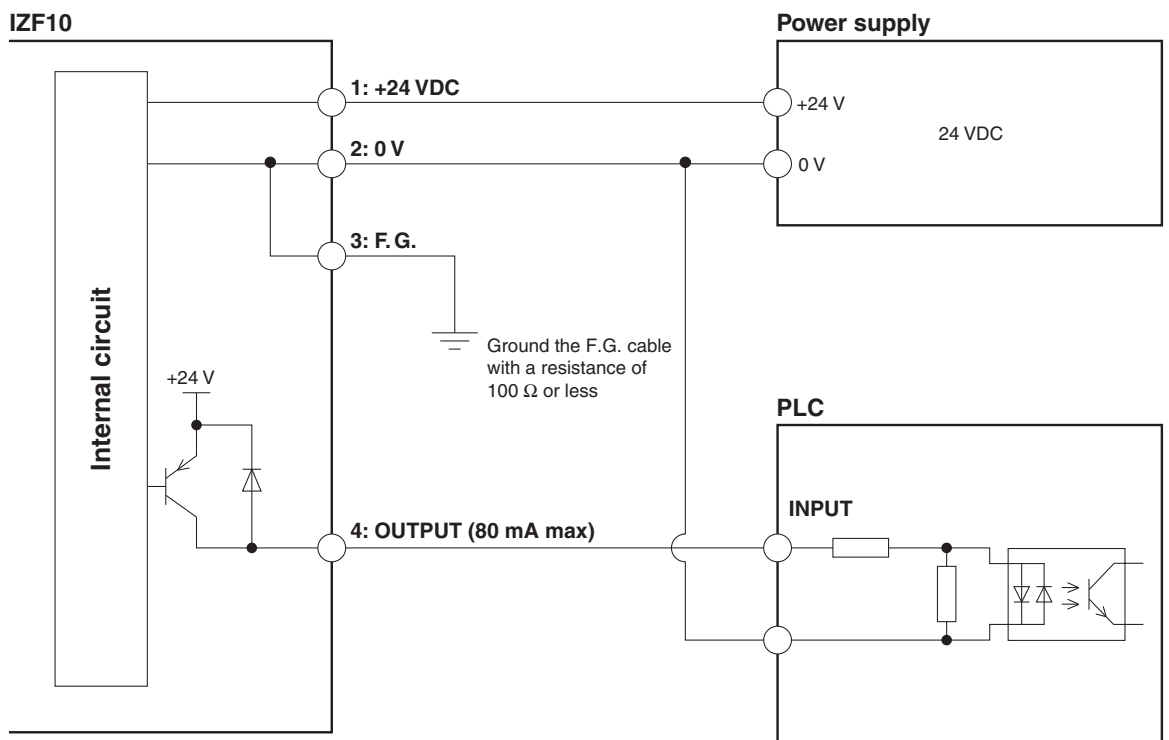 IZF10
Power supply
1: +24 VDC
+24 V
24 VDC
2: 0 V
0 V
3: F. G.
Internal circuit
Ground the F.G. cable
with a resistance of
100 Ω or less
+24 V
PLC
INPUT
4: OUTPUT (80 mA max)